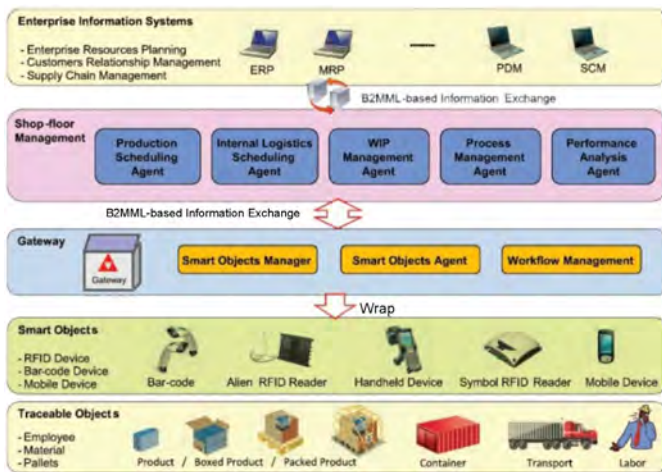 Enterprise Information Systems
- Enterprise Resources Planning
- Customers Relationship Management
- Supply Chain Management
ERP
MRP
PDM
SCM
B2MML-based Information Exchange
Shop-floor
Management
Production
Scheduling
Agent
Internal Logistics
Scheduling
Agent
WIP
Management
Agent
Process
Management
Agent
Performance
Analysis
Agent
B2MML-based Information Exchange
Gateway
Gateway
Smart Objects Manager
Smart Objects Agent
Workflow Management
Wrap
Smart Objects
- RFID Device
- Bar-code Device
- Mobile Device
Bar-code
Alien RFID Reader
Handheld Device
Symbol RFID Reader
Mobile Device
Traceable Objects
- Employee
- Material
- Pallets
Product / Boxed Product / Packed Product
Container
Transport
Labor